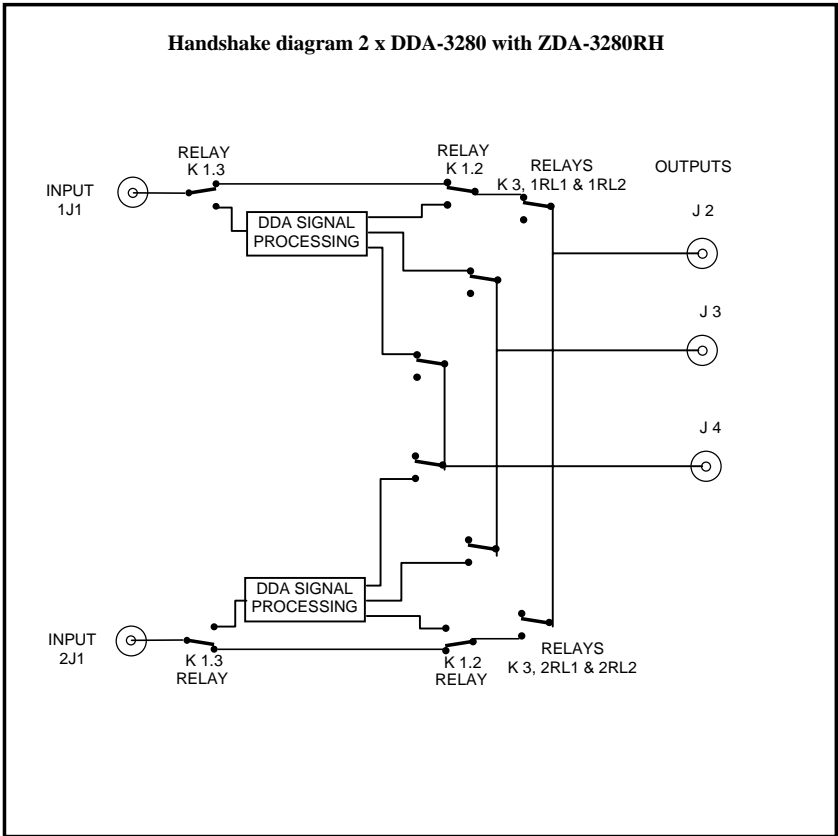 Handshake diagram 2 x DDA-3280 with ZDA-3280RH
RELAY
K 1.3
RELAY
K 1.2
RELAYS
K 3, 1RL1 & 1RL2
OUTPUTS
INPUT
1J1
DDA SIGNAL
PROCESSING
J 2
J 3
J 4
DDA SIGNAL
PROCESSING
INPUT
2J1
K 1.3
RELAY
K 1.2
RELAY
RELAYS
K 3, 2RL1 & 2RL2